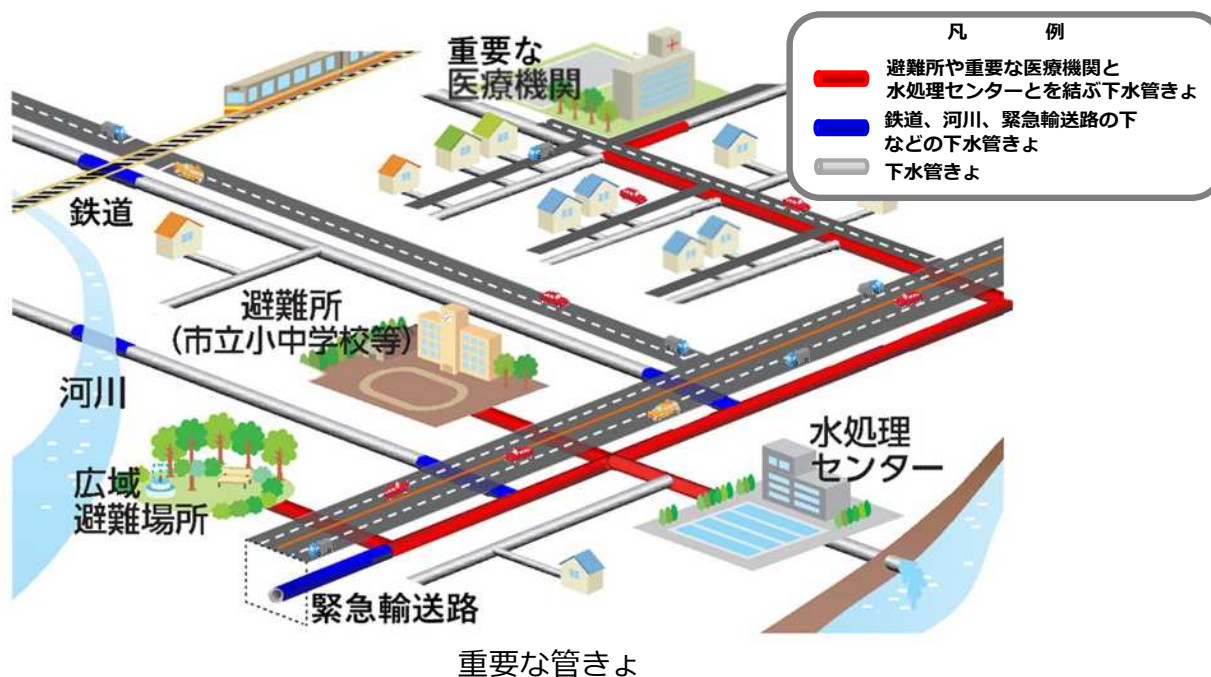 重要な
医療機関
凡 例
避難所や重要な医療機関と
水処理センターとを結ぶ下水管きょ
鉄道、河川、緊急輸送路の下
などの下水管きょ
下水管きょ
鉄道
避難所
(市立小中学校等)
河川
水処理
センター
広域
避難場所
緊急輸送路
重要な管きょ